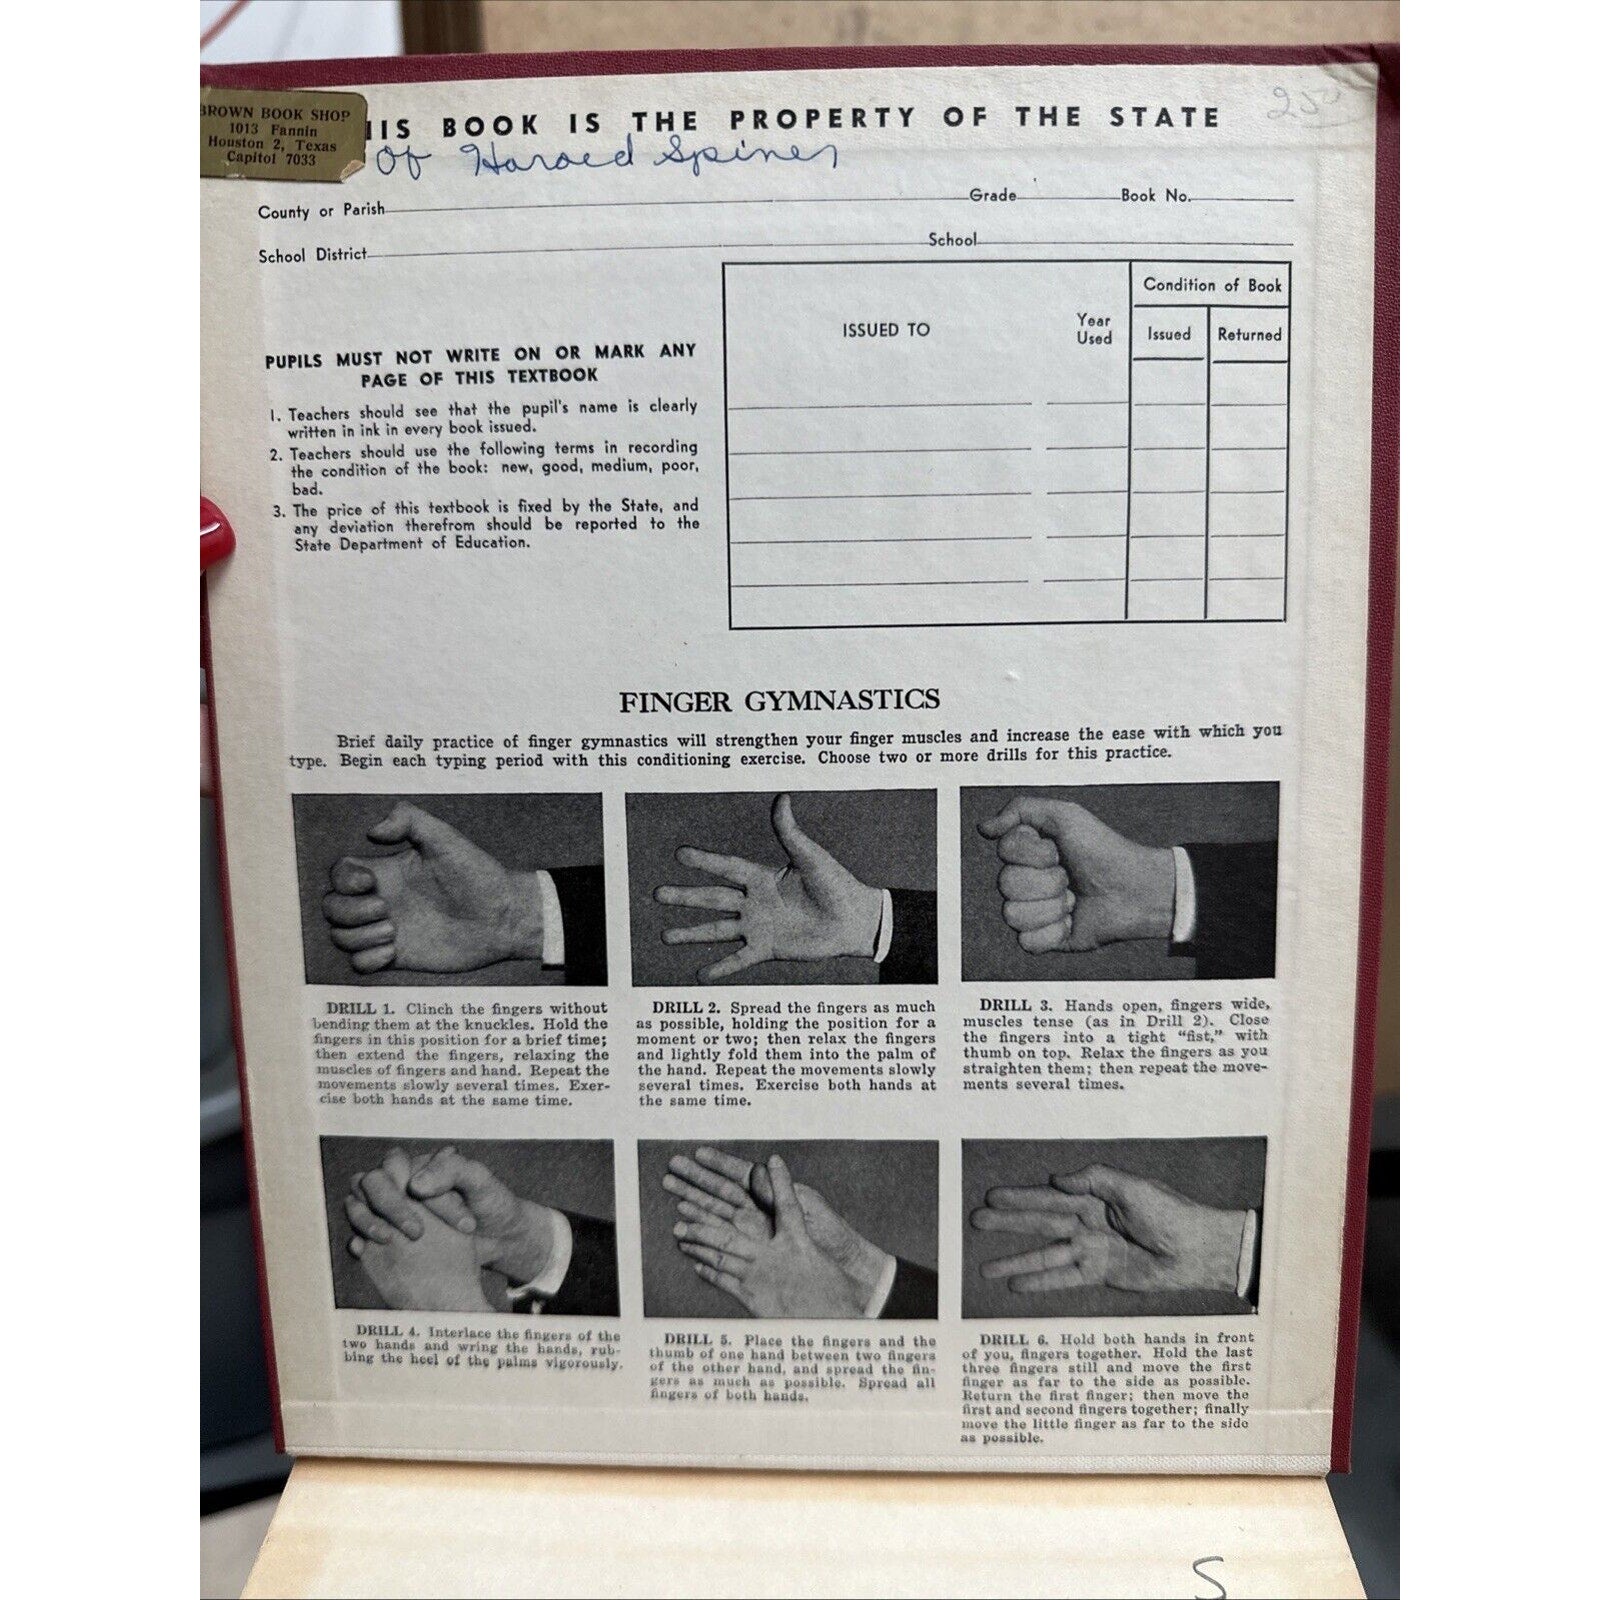 BROWN BOOK SHOP
1013 Fannin
Houston 2, Texas
Capitol 7033
HIS BOOK IS THE PROPERTY OF THE STATE
250
Of Haroed Spiner
County or Parish Grade Book No.
School District School
PUPILS MUST NOT WRITE ON OR MARK ANY
PAGE OF THIS TEXTBOOK
1. Teachers should see that the pupil's name is clearly
written in ink in every book issued.
2. Teachers should use the following terms in recording
the condition of the book: new, good, medium, poor,
bad.
3. The price of this textbook is fixed by the State, and
any deviation therefrom should be reported to the
State Department of Education.
ISSUED TO
Year
Used
Condition of Book
Issued
Returned
FINGER GYMNASTICS
Brief daily practice of finger gymnastics will strengthen your finger muscles and increase the ease with which you
type. Begin each typing period with this conditioning exercise. Choose two or more drills for this practice.
DRILL 1. Clinch the fingers without
bending them at the knuckles. Hold the
fingers in this position for a brief time;
then extend the fingers, relaxing the
muscles of fingers and hand. Repeat the
movements slowly several times. Exer-
cise both hands at the same time.
DRILL 2. Spread the fingers as much
as possible, holding the position for a
moment or two; then relax the fingers
and lightly fold them into the palm of
the hand. Repeat the movements slowly
several times. Exercise both hands at
the same time.
DRILL 3. Hands open, fingers wide,
muscles tense (as in Drill 2). Close
the fingers into a tight "fist," with
thumb on top. Relax the fingers as you
straighten them; then repeat the move-
ments several times.
DRILL 4. Interlace the fingers of the
two hands and wring the hands, rub-
bing the heel of the palms vigorously.
DRILL 5. Place the fingers and the
thumb of one hand between two fingers
of the other hand, and spread the fin-
gers as much as possible. Spread all
fingers of both hands.
DRILL 6. Hold both hands in front
of you, fingers together. Hold the last
three fingers still and move the first
finger as far to the side as possible.
Return the first finger; then move the
first and second fingers together; finally
move the little finger as far to the side
as possible.
S